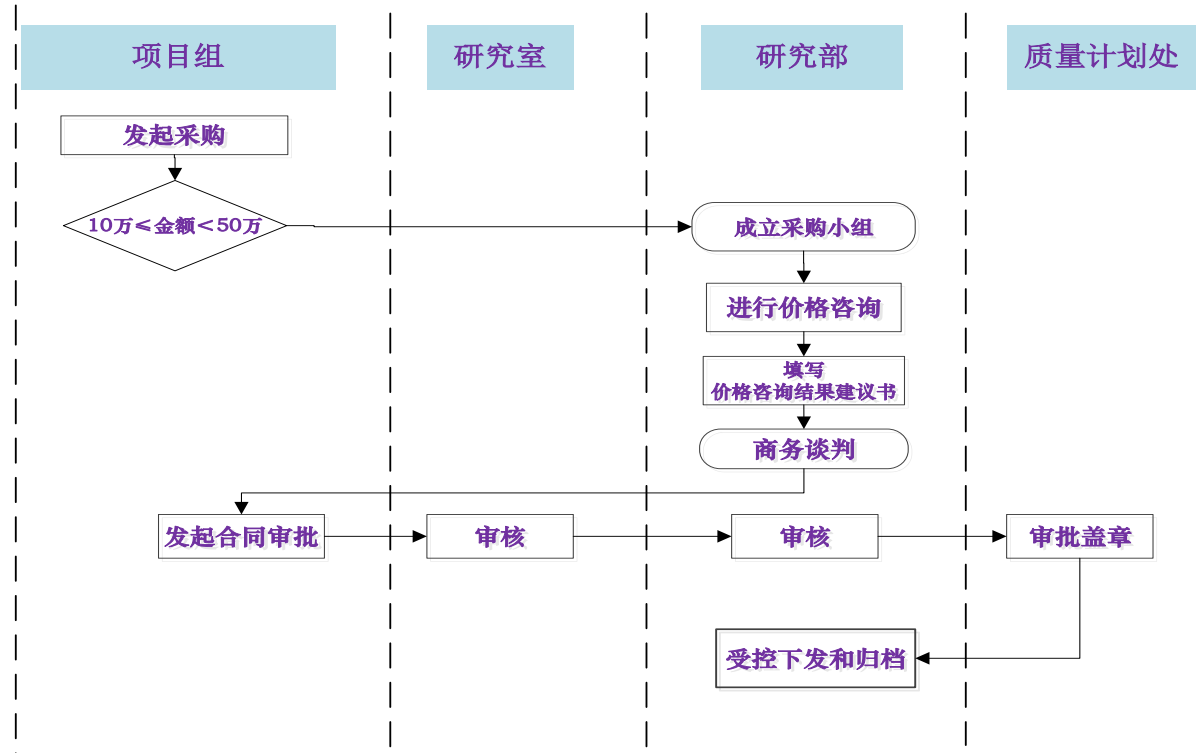 项目组
研究室
研究部
质量计划处
发起采购
10万≤金额<50万
成立采购小组
进行价格咨询
填写
价格咨询结果建议书
商务谈判
发起合同审批
审核
审核
审批盖章
受控下发和归档